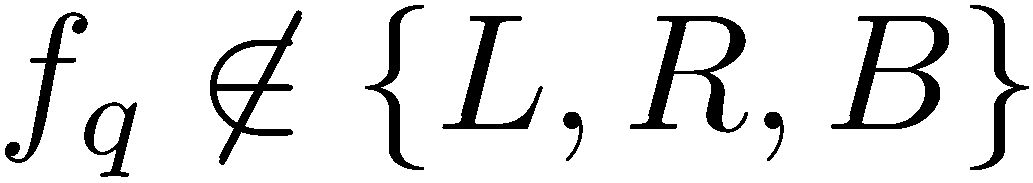 f_q ∉ {L, R, B}